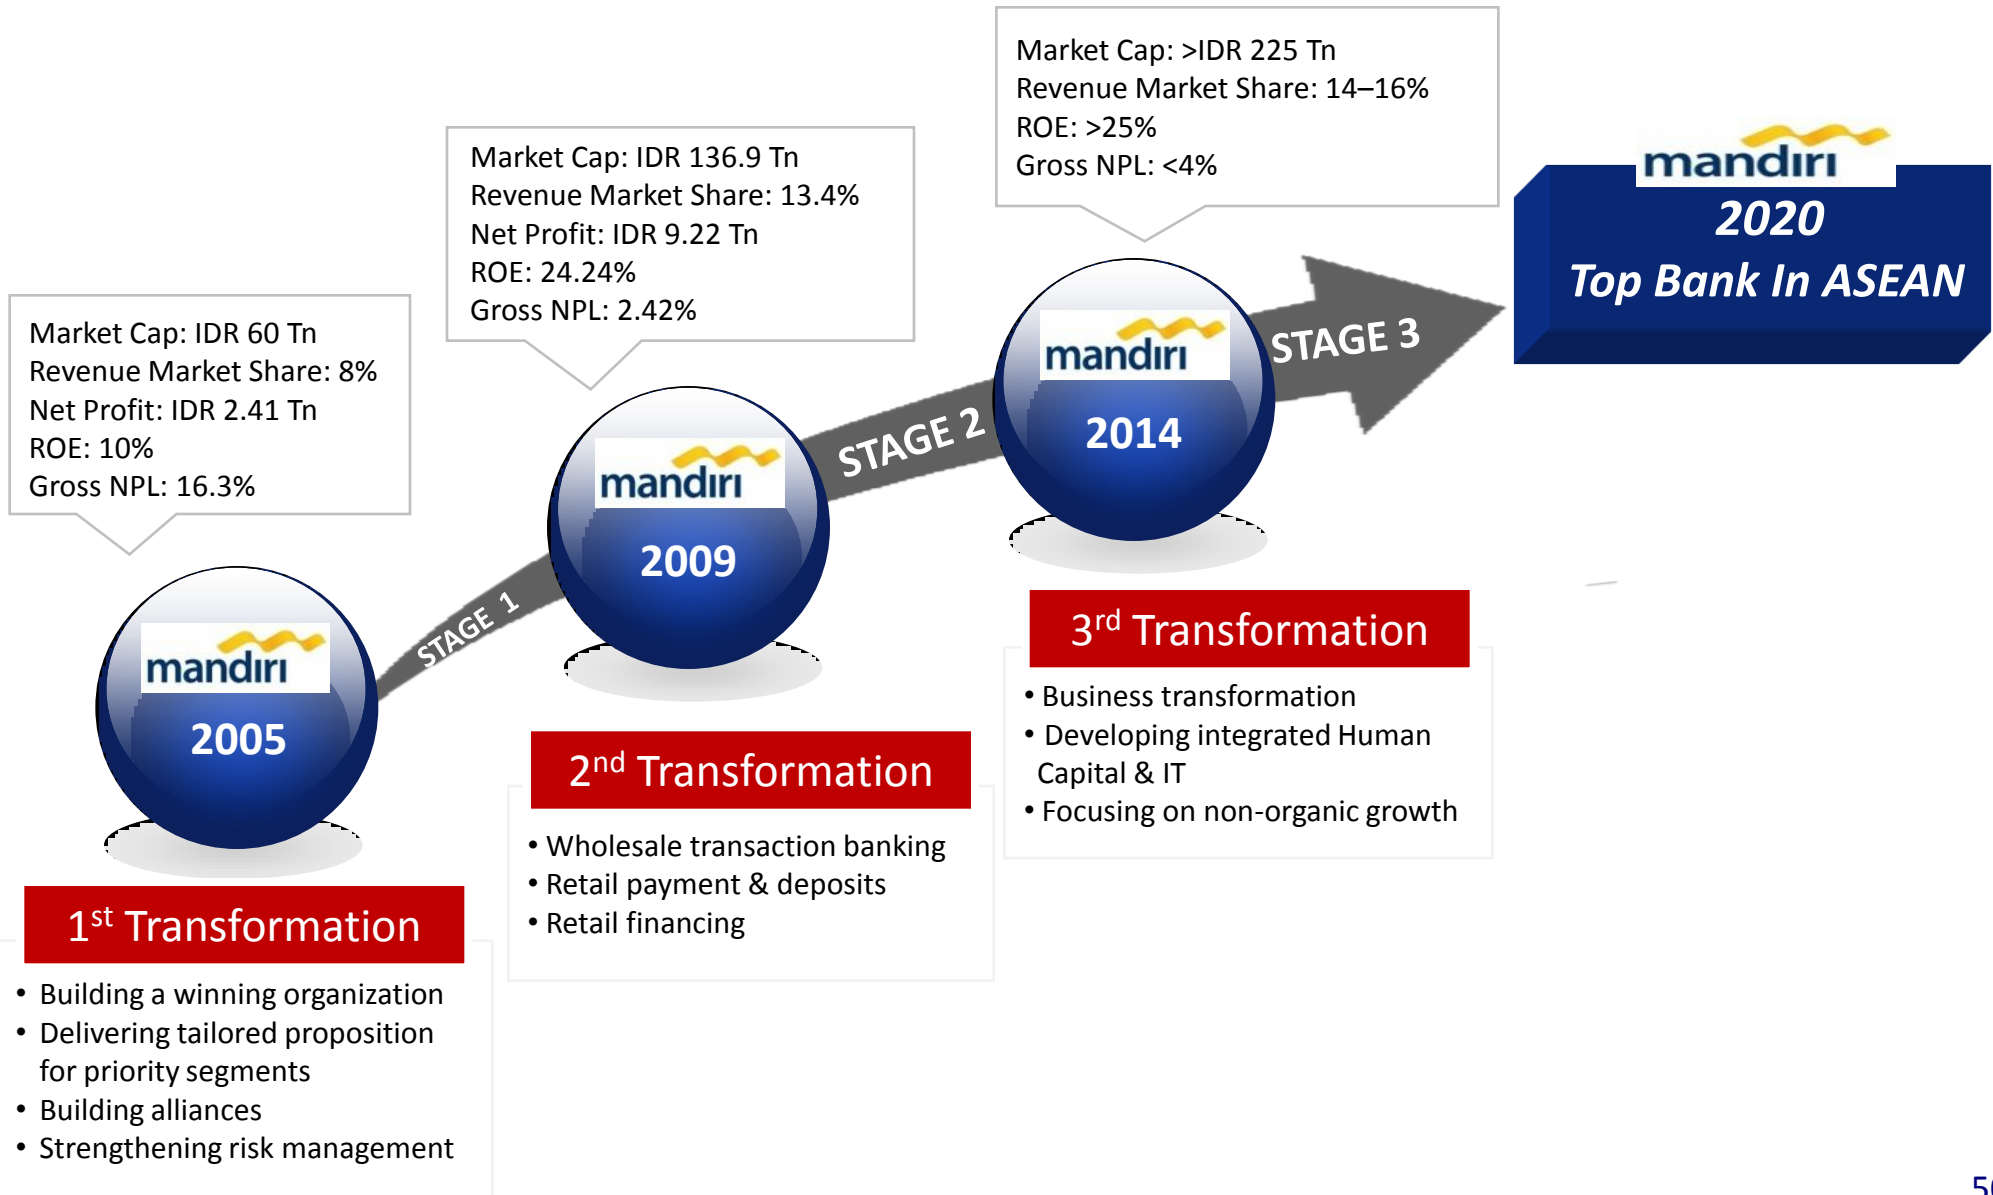 Market Cap: IDR 60 Tn
Revenue Market Share: 8%
Net Profit: IDR 2.41 Tn
ROE: 10%
Gross NPL: 16.3%
mandırı
2005
1st Transformation
• Building a winning organization
• Delivering tailored proposition
for priority segments
• Building alliances
• Strengthening risk management
STAGE 1
Market Cap: IDR 136.9 Tn
Revenue Market Share: 13.4%
Net Profit: IDR 9.22 Tn
ROE: 24.24%
Gross NPL: 2.42%
mandırı
2009
2nd Transformation
• Wholesale transaction banking
• Retail payment & deposits
• Retail financing
STAGE 2
Market Cap: >IDR 225 Tn
Revenue Market Share: 14–16%
ROE: >25%
Gross NPL: <4%
mandırı
2014
3rd Transformation
• Business transformation
• Developing integrated Human
Capital & IT
• Focusing on non-organic growth
STAGE 3
mandırı
2020
Top Bank In ASEAN